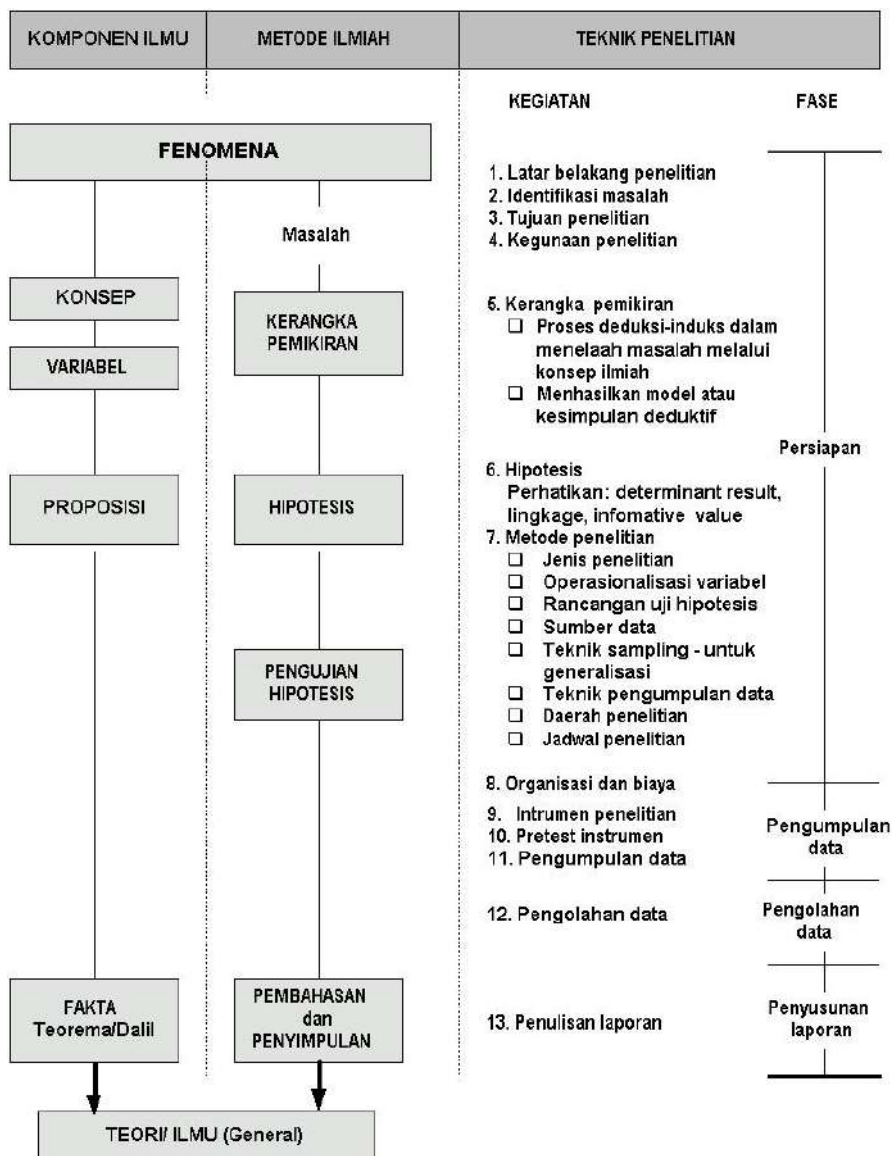 KOMPONEN ILMU
METODE ILMIAH
TEKNIK PENELITIAN
KEGIATAN
FASE
FENOMENA
Masalah
KONSEP
VARIABEL
PROPOSISI
FAKTA
Teorema/Dalil
KERANGKA
PEMIKIRAN
HIPOTESIS
PENGUJIAN
HIPOTESIS
PEMBAHASAN
dan
PENYIMPULAN
TEORI/ ILMU (General)
1. Latar belakang penelitian
2. Identifikasi masalah
3. Tujuan penelitian
4. Kegunaan penelitian
5. Kerangka pemikiran
❑ Proses deduksi-induks dalam
menelaah masalah melalui
konsep ilmiah
❑ Menhasilkan model atau
kesimpulan deduktif
6. Hipotesis
Perhatikan: determinant result,
lingkage, infomative value
7. Metode penelitian
❑ Jenis penelitian
❑ Operasionalisasi variabel
❑ Rancangan uji hipotesis
❑ Sumber data
❑ Teknik sampling - untuk
generalisasi
❑ Teknik pengumpulan data
❑ Daerah penelitian
❑ Jadwal penelitian
8. Organisasi dan biaya
9. Intrumen penelitian
10. Pretest instrumen
11. Pengumpulan data
12. Pengolahan data
13. Penulisan laporan
Persiapan
Pengumpulan
data
Pengolahan
data
Penyusunan
laporan